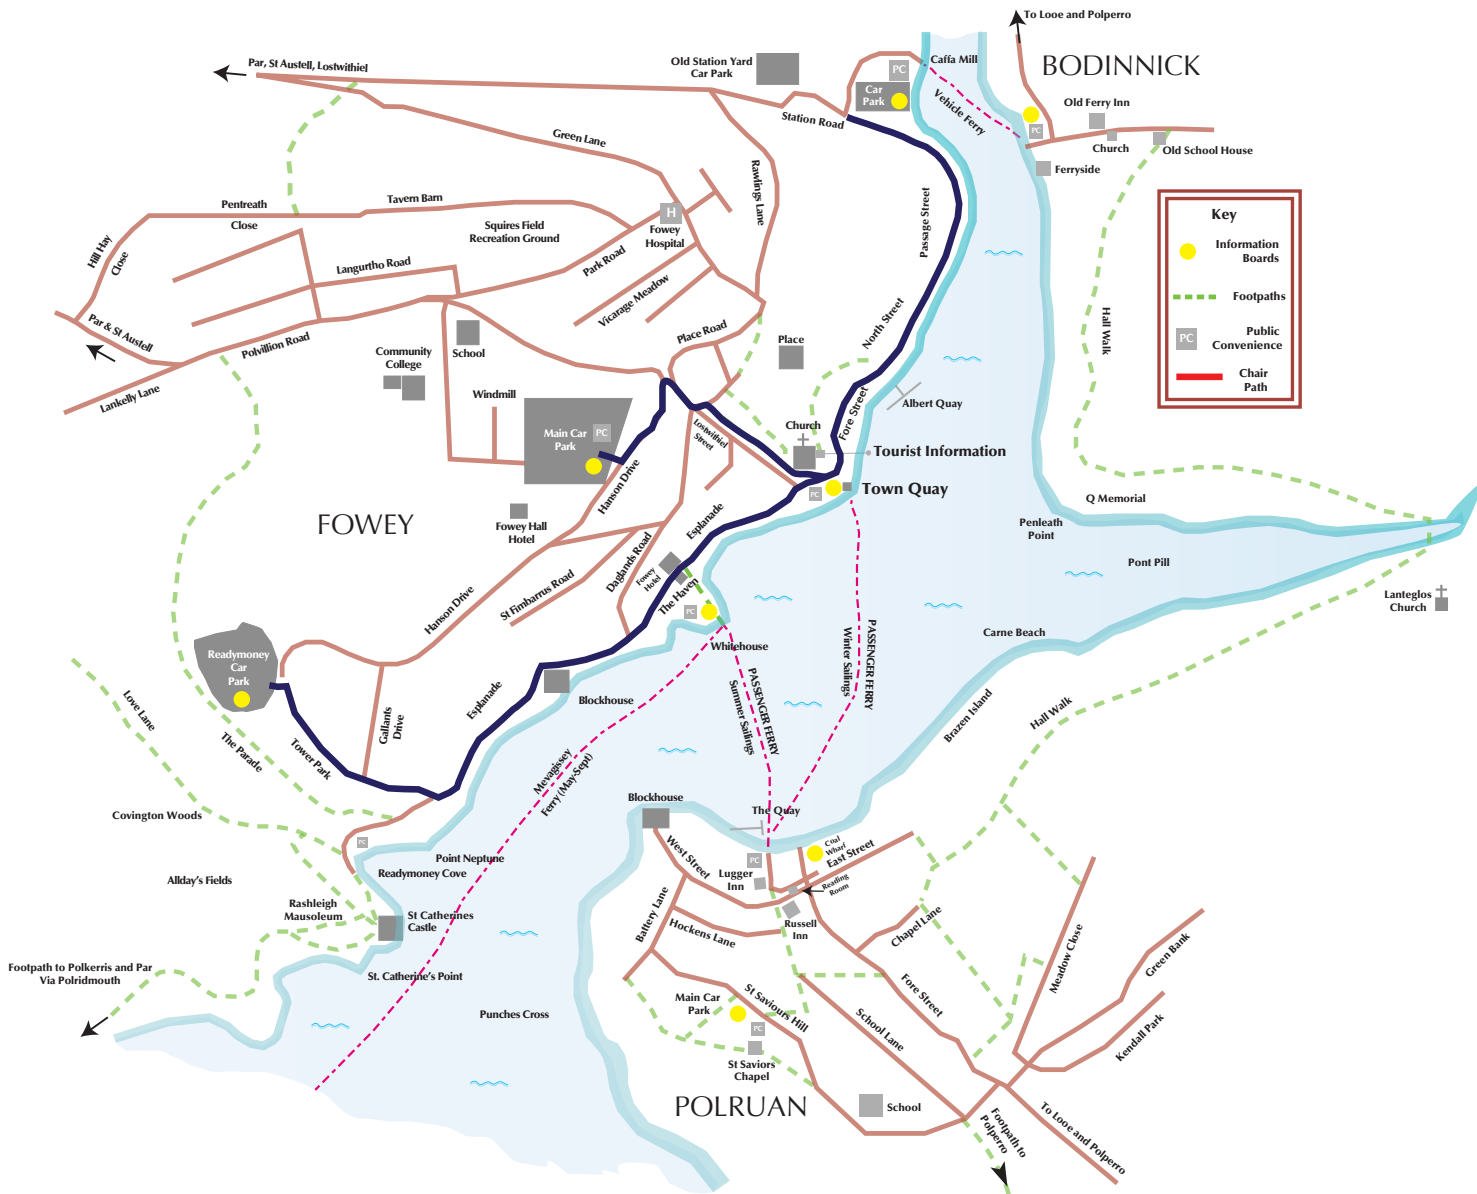 To Looe and Polperro
BODINNICK
Par, St Austell, Lostwithiel
Old Station Yard
Car Park
PC
Car
Park
Station Road
Caffa Mill
Vehicle Ferry
Old Ferry Inn
PC
Church
Old School House
Ferryside
Key
Information
Boards
Footpaths
PC
Public
Convenience
Chair
Path
Green Lane
Rawlings Lane
Passage Street
Pentreath
Close
Tavern Barn
Squires Field
Recreation Ground
H
Fowey
Hospital
Hill Hay
Close
Langurtho Road
Park Road
Vicarage Meadow
Par & St Austell
Polvillion Road
Lankelly Lane
Community
College
School
Windmill
Place Road
Place
North Street
Hall Walk
Albert Quay
Fore Street
Main Car
Park
PC
Lostwithiel
Street
Church
Tourist Information
PC
Town Quay
Hanson Drive
FOWEY
Fowey Hall
Hotel
Esplanade
Q Memorial
Penleath
Point
Pont Pill
Daglands Road
Fowey
Hotel
The Haven
PC
St Fimbarrus Road
Hanson Drive
Lanteglos
Church
Carne Beach
Whitehouse
PASSENGER FERRY
Winter Sailings
PASSENGER FERRY
Summer Sailings
Readymoney
Car
Park
Love Lane
The Parade
Tower Park
Gallants
Drive
Esplanade
Blockhouse
Brazen Island
Hall Walk
Mevagissey
Ferry (May-Sept)
Blockhouse
The Quay
Covington Woods
PC
Point Neptune
Readymoney Cove
Allday's Fields
Rashleigh
Mausoleum
St Catherines
Castle
West Street
PC
Lugger
Inn
Coal
Wharf
East Street
Reading
Room
Russell
Inn
Battery Lane
Hockens Lane
Chapel Lane
Footpath to Polkerris and Par
Via Polridmouth
St. Catherine's Point
Punches Cross
Main Car
Park
PC
St Saviours Hill
St Saviors
Chapel
School Lane
Fore Street
Meadow Close
Green Bank
Kendall Park
POLRUAN
School
Footpath to
Polperro
To Looe and Polperro